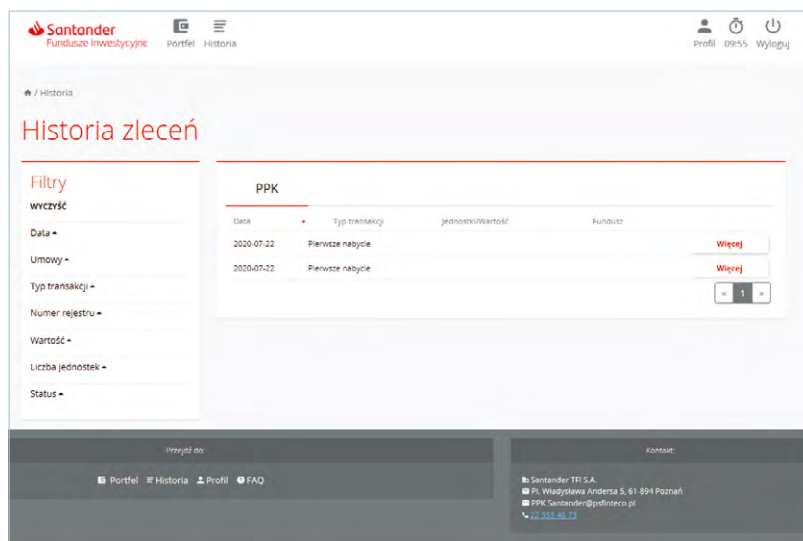 Santander
Fundusze Inwestycyjne
Portfel
Historia
Profil
09:55
Wyloguj
/ Historia
Historia zleceń
Filtry
WYCZYŚĆ
Data
Umowy
Typ transakcji
Numer rejestru
Wartość
Liczba jednostek
Status
PPK
Data Typ transakcji Jednostki/Wartość Fundusz
2020-07-22 Pierwsze nabycie Więcej
2020-07-22 Pierwsze nabycie Więcej
« 1 »
Przejdź do:
Portfel Historia Profil FAQ
Kontakt:
Santander TFI S.A.
Pl. Władysława Andersa 5, 61-894 Poznań
PPK.Santander@psfinteco.pl
22 355 46 73